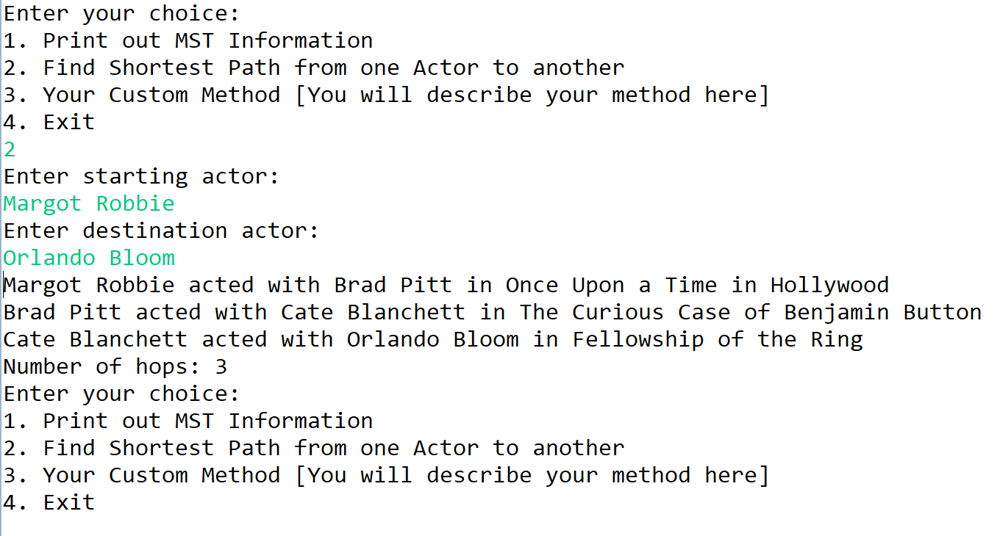 Enter your choice:
1. Print out MST Information
2. Find Shortest Path from one Actor to another
3. Your Custom Method [You will describe your method here]
4. Exit
2
Enter starting actor:
Margot Robbie
Enter destination actor:
Orlando Bloom
Margot Robbie acted with Brad Pitt in Once Upon a Time in Hollywood
Brad Pitt acted with Cate Blanchett in The Curious Case of Benjamin Button
Cate Blanchett acted with Orlando Bloom in Fellowship of the Ring
Number of hops: 3
Enter your choice:
1. Print out MST Information
2. Find Shortest Path from one Actor to another
3. Your Custom Method [You will describe your method here]
4. Exit